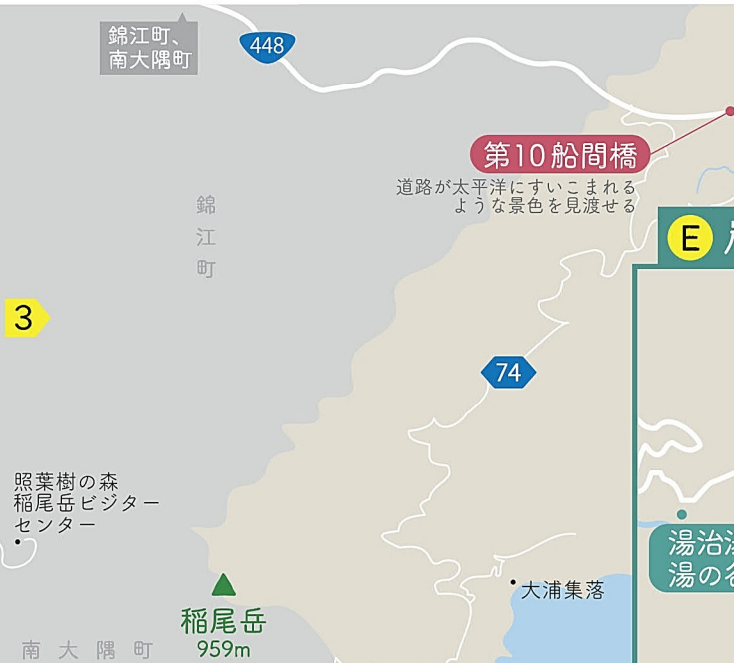 錦江町、
南大隅町
448
第10船間橋
道路が太平洋にすいこまれる
ような景色を見渡せる
錦江町
E
3
74
照葉樹の森
稲尾岳ビジター
センター
湯治
湯の
大浦集落
稲尾岳
959m
南大隅町